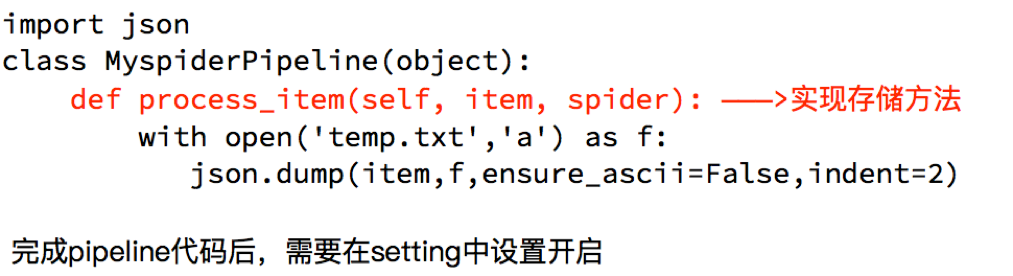 import json
class MyspiderPipeline(object):
    def process_item(self, item, spider): ——>实现存储方法
        with open('temp.txt','a') as f:
           json.dump(item,f,ensure_ascii=False,indent=2)
完成pipeline代码后，需要在setting中设置开启